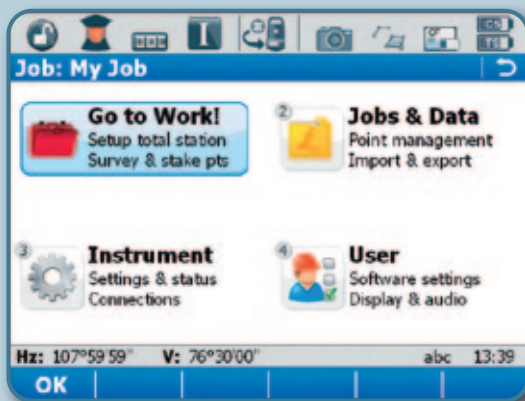 I
Job: My Job
Go to Work!
Setup total station
Survey & stake pts
2
Jobs & Data
Point management
Import & export
3
Instrument
Settings & status
Connections
4
User
Software settings
Display & audio
Hz: 107°59'59" V: 76°30'00" abc 13:39
OK